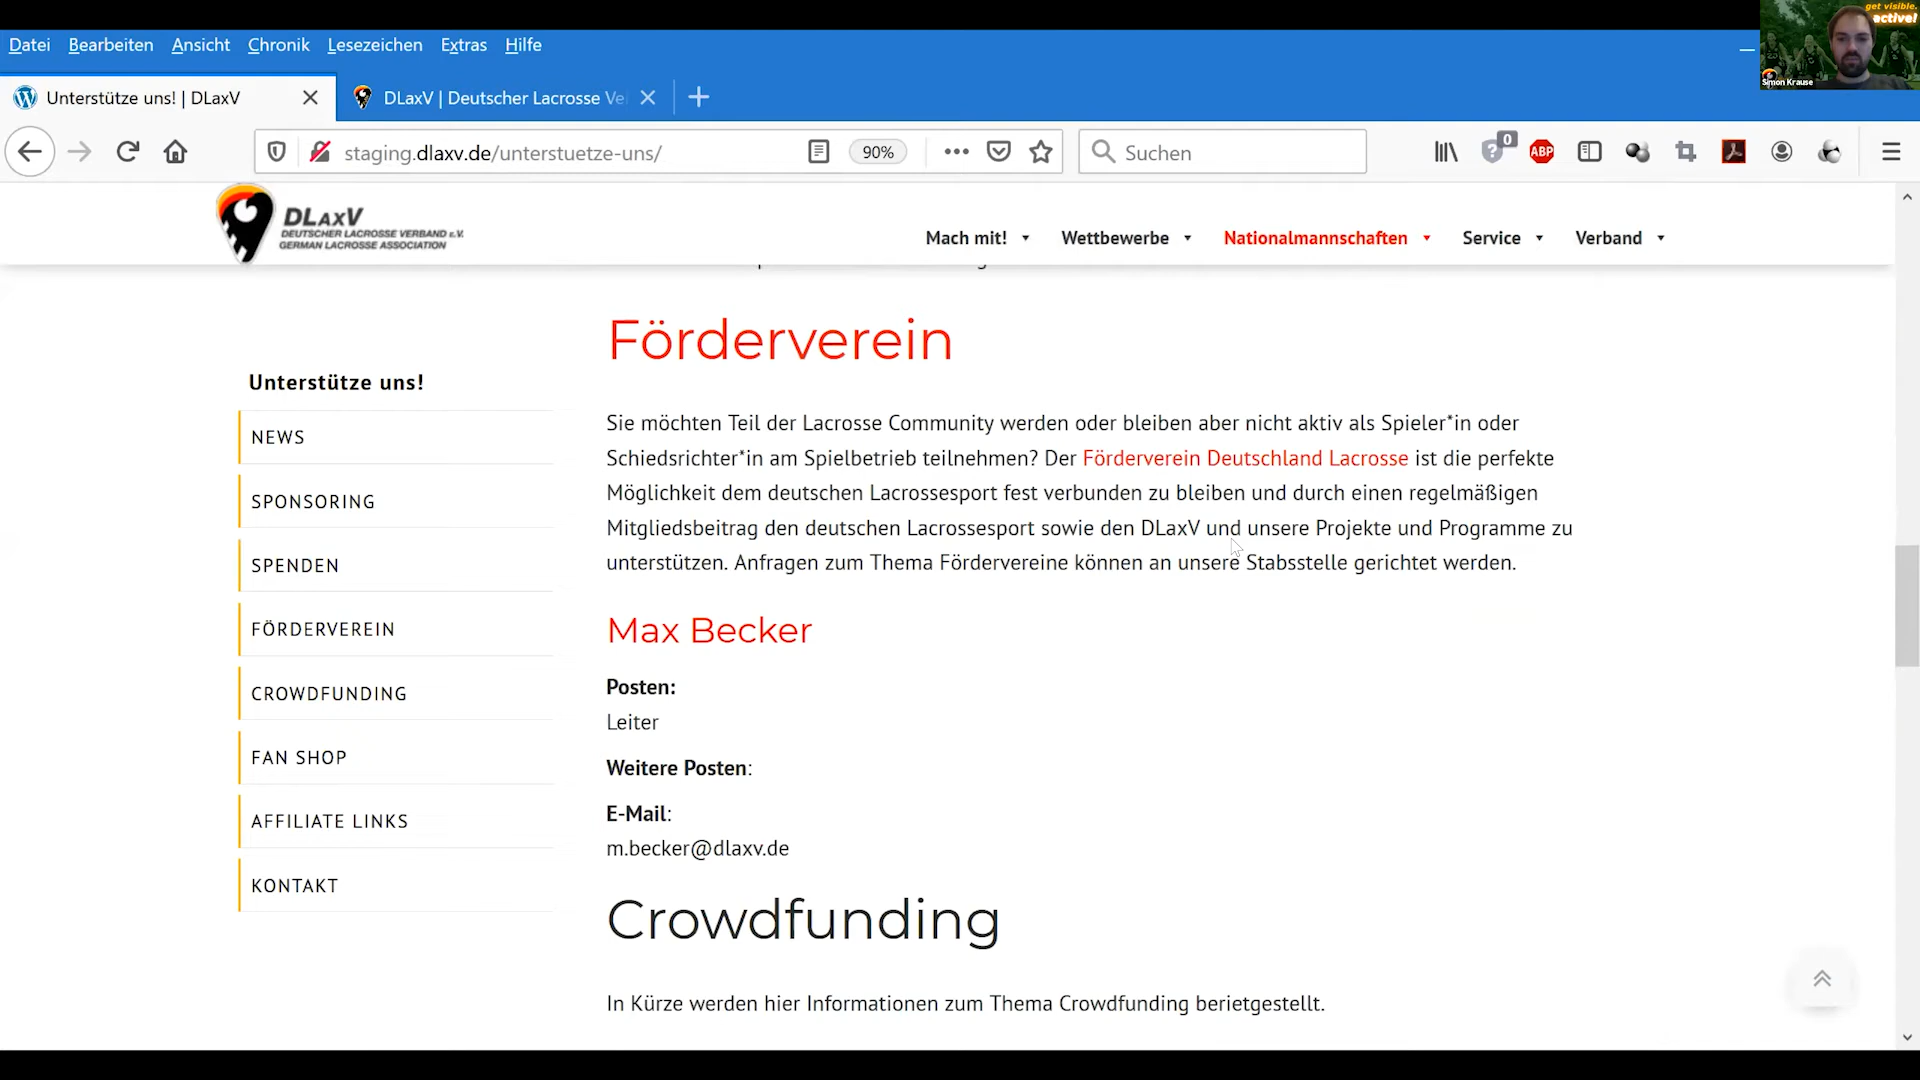 get visible.
active!
Simon Krause
Datei Bearbeiten Ansicht Chronik Lesezeichen Extras Hilfe
Unterstütze uns! | DLaxV
DLaxV | Deutscher Lacrosse Ve
staging.dlaxv.de/unterstuetze-uns/
90%
Suchen
0
ABP
DLAXV
DEUTSCHER LACROSSE VERBAND e.V.
GERMAN LACROSSE ASSOCIATION
Mach mit! Wettbewerbe Nationalmannschaften Service Verband
Unterstütze uns!
NEWS
SPONSORING
SPENDEN
FÖRDERVEREIN
CROWDFUNDING
FAN SHOP
AFFILIATE LINKS
KONTAKT
Förderverein
Sie möchten Teil der Lacrosse Community werden oder bleiben aber nicht aktiv als Spieler*in oder
Schiedsrichter*in am Spielbetrieb teilnehmen? Der Förderverein Deutschland Lacrosse ist die perfekte
Möglichkeit dem deutschen Lacrossesport fest verbunden zu bleiben und durch einen regelmäßigen
Mitgliedsbeitrag den deutschen Lacrossesport sowie den DLaxV und unsere Projekte und Programme zu
unterstützen. Anfragen zum Thema Fördervereine können an unsere Stabsstelle gerichtet werden.
Max Becker
Posten:
Leiter
Weitere Posten:
E-Mail:
m.becker@dlaxv.de
Crowdfunding
In Kürze werden hier Informationen zum Thema Crowdfunding berietgestellt.